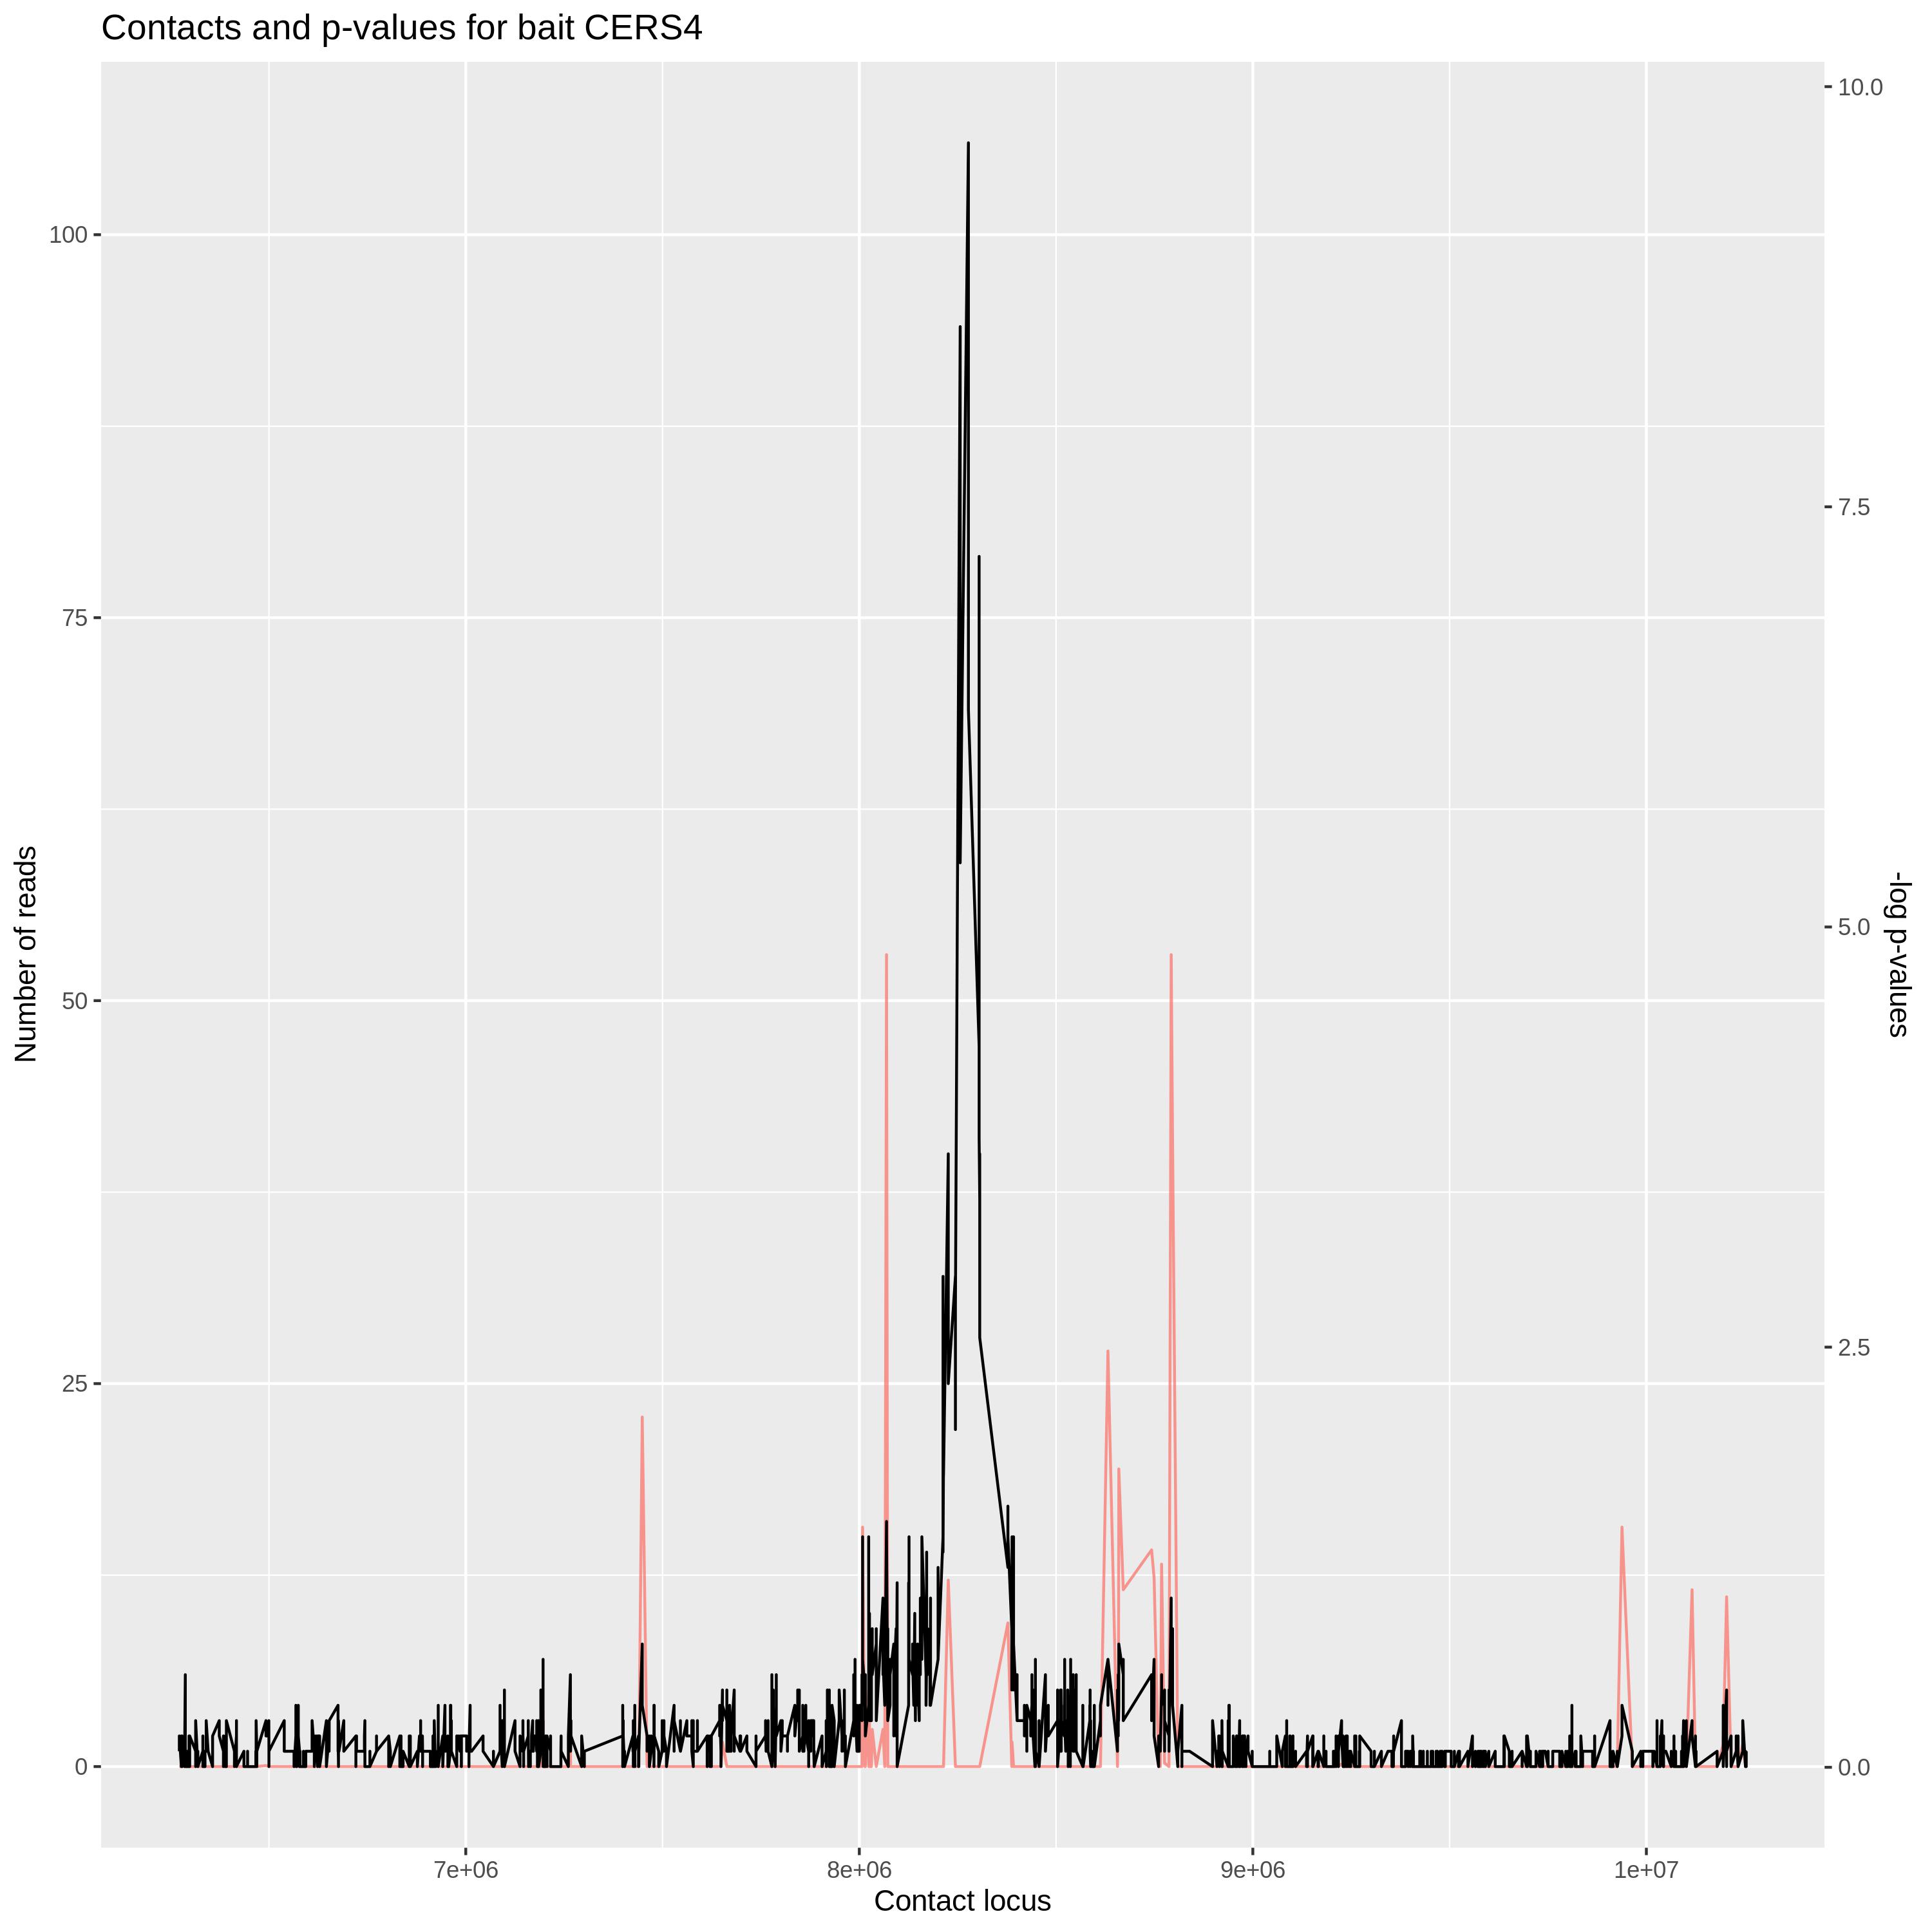 Contacts and p-values for bait CERS4
10.0
100
7.5
75
Number of reads
-log p-values
5.0
50
2.5
25
0
0.0
7e+06
8e+06
9e+06
1e+07
Contact locus